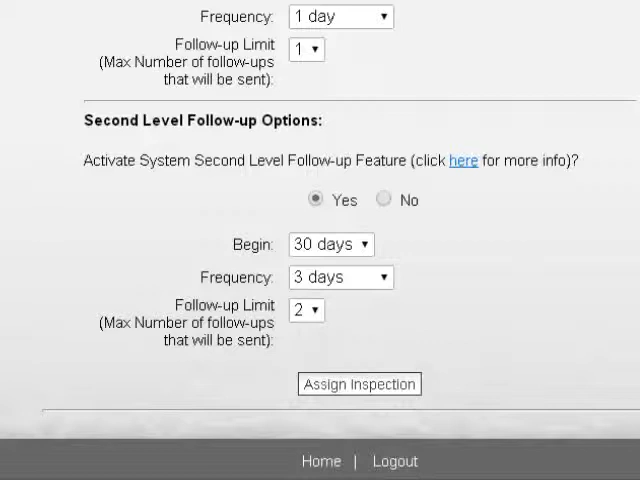 Frequency: 1 day
Follow-up Limit 1
(Max Number of follow-ups
that will be sent):
Second Level Follow-up Options:
Activate System Second Level Follow-up Feature (click here for more info)?
Yes No
Begin: 30 days
Frequency: 3 days
Follow-up Limit 2
(Max Number of follow-ups
that will be sent):
Assign Inspection
Home | Logout